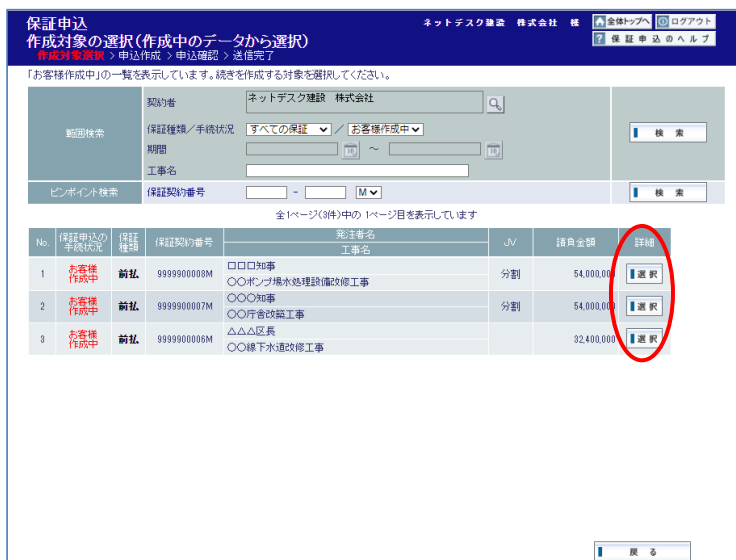 保証申込
ネットデスク建設 株式会社 様
全体トップへ
ログアウト
作成対象の選択(作成中のデータから選択)
? 保証申込のヘルプ
作成対象選択 > 申込作成 > 申込確認 > 送信完了
「お客様作成中」の一覧を表示しています。続きを作成する対象を選択してください。
範囲検索
契約者
ネットデスク建設 株式会社
保証種類/手続状況
すべての保証 / お客様作成中
期間
~
工事名
検索
ピンポイント検索
保証契約番号
- M
検索
全1ページ(3件)中の 1ページ目を表示しています
No. 保証申込の手続状況 保証種類 保証契約番号 発注者名 工事名 JV 請負金額 詳細
1 お客様作成中 前払 9999900008M □□□知事 分割 54,000,000 選択
○○ポンプ場水処理設備改修工事
2 お客様作成中 前払 9999900007M ○○○知事 分割 54,000,000 選択
○○庁舎改築工事
3 お客様作成中 前払 9999900006M △△△区長 32,400,000 選択
○○線下水道改修工事
戻る